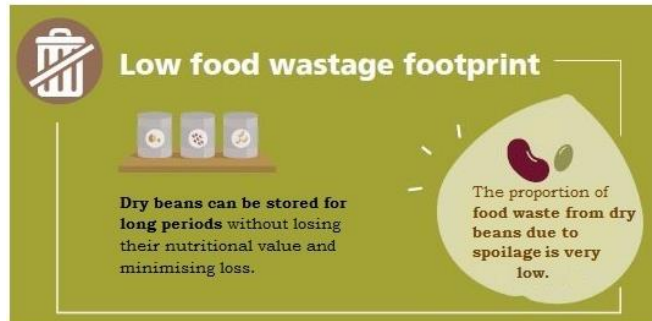 Low food wastage footprint
Dry beans can be stored for
long periods without losing
their nutritional value and
minimising loss.
The proportion of
food waste from dry
beans due to
spoilage is very
low.